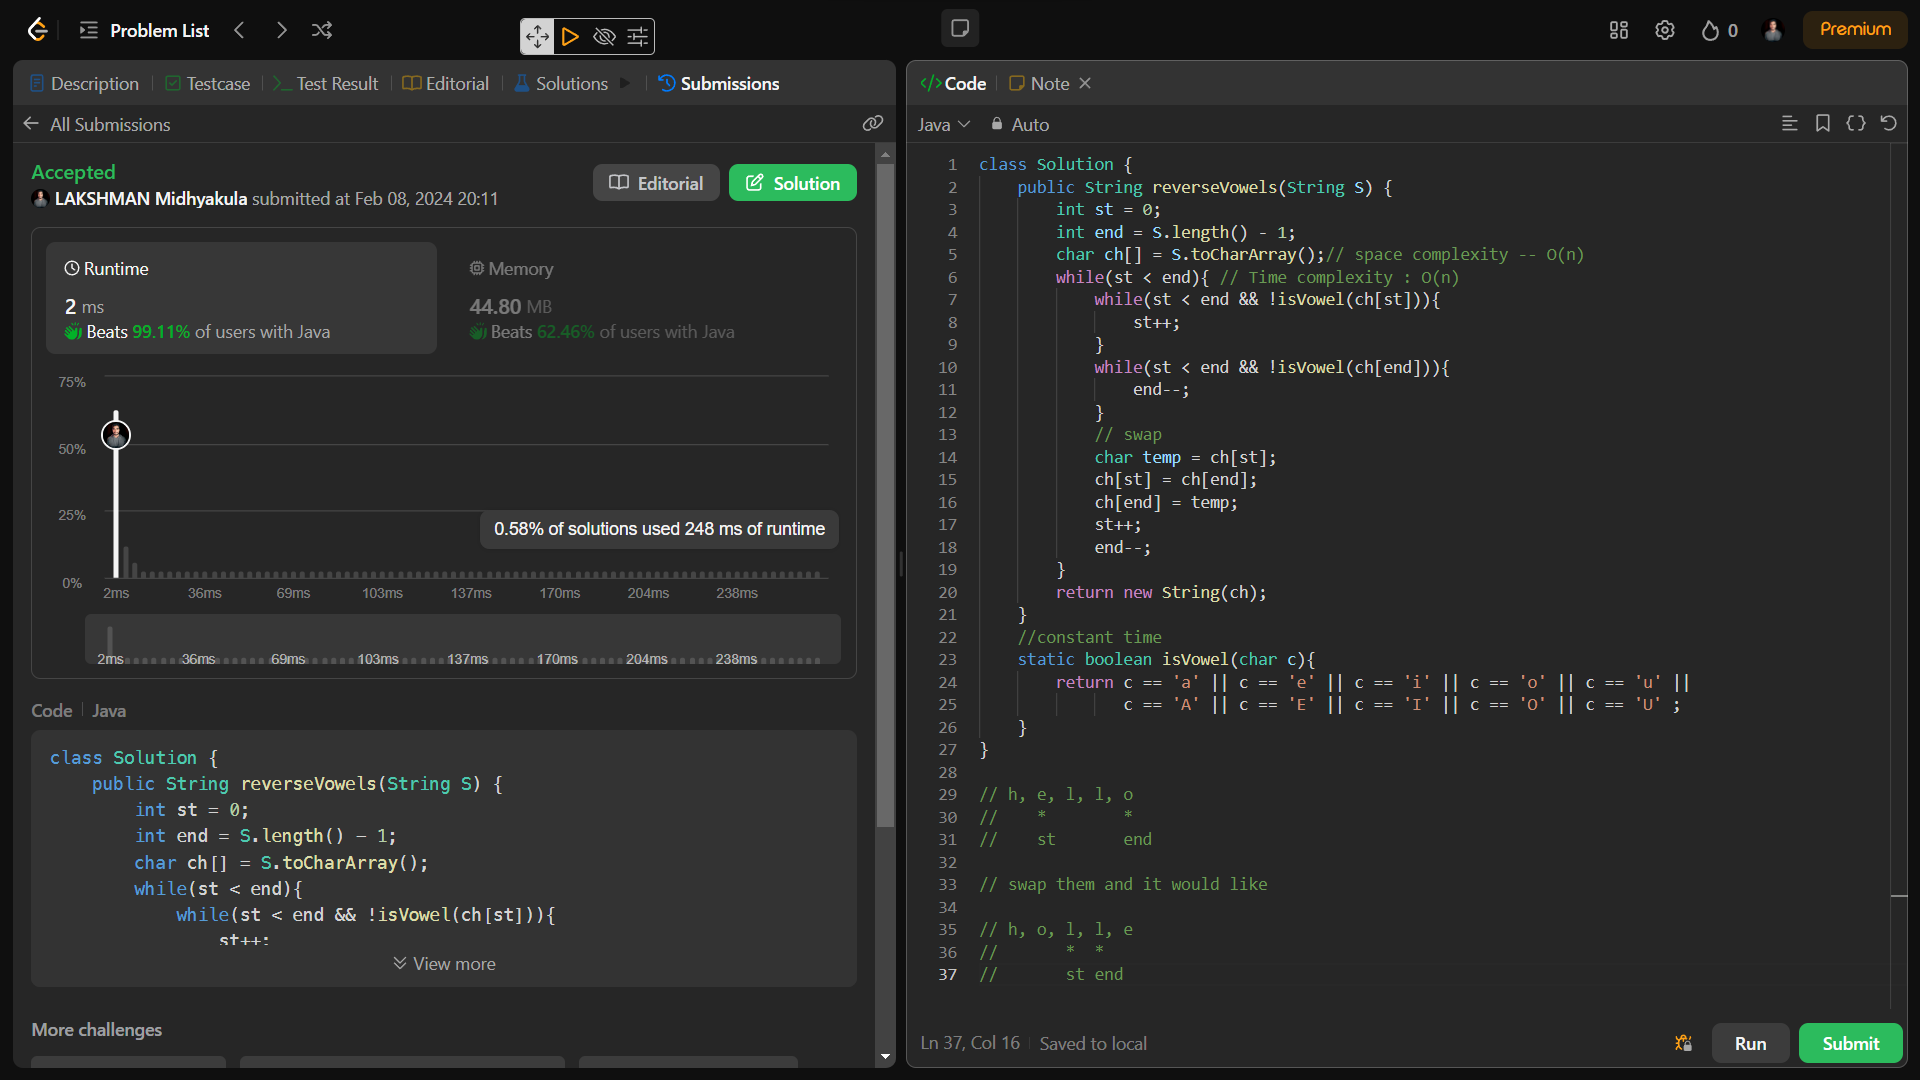 Problem List
0
Premium
Description
Testcase
Test Result
Editorial
Solutions
Submissions
All Submissions
Accepted
LAKSHMAN Midhyakula submitted at Feb 08, 2024 20:11
Editorial
Solution
Runtime
2 ms
Beats 99.11% of users with Java
Memory
44.80 MB
Beats 62.46% of users with Java
75%
50%
25%
0%
0.58% of solutions used 248 ms of runtime
2ms 36ms 69ms 103ms 137ms 170ms 204ms 238ms
2ms 36ms 69ms 103ms 137ms 170ms 204ms 238ms
Code
Java
class Solution {
public String reverseVowels(String S) {
int st = 0;
int end = S.length() - 1;
char ch[] = S.toCharArray();
while(st < end){
while(st < end && !isVowel(ch[st])){
st++;
View more
More challenges
Code
Note
Java
Auto
1 class Solution {
2 public String reverseVowels(String S) {
3 int st = 0;
4 int end = S.length() - 1;
5 char ch[] = S.toCharArray();// space complexity -- O(n)
6 while(st < end){ // Time complexity : O(n)
7 while(st < end && !isVowel(ch[st])){
8 st++;
9 }
10 while(st < end && !isVowel(ch[end])){
11 end--;
12 }
13 // swap
14 char temp = ch[st];
15 ch[st] = ch[end];
16 ch[end] = temp;
17 st++;
18 end--;
19 }
20 return new String(ch);
21 }
22 //constant time
23 static boolean isVowel(char c){
24 return c == 'a' || c == 'e' || c == 'i' || c == 'o' || c == 'u' ||
25 c == 'A' || c == 'E' || c == 'I' || c == 'O' || c == 'U' ;
26 }
27 }
28
29 // h, e, l, l, o
30 // * *
31 // st end
32
33 // swap them and it would like
34
35 // h, o, l, l, e
36 // * *
37 // st end
Ln 37, Col 16
Saved to local
Run
Submit